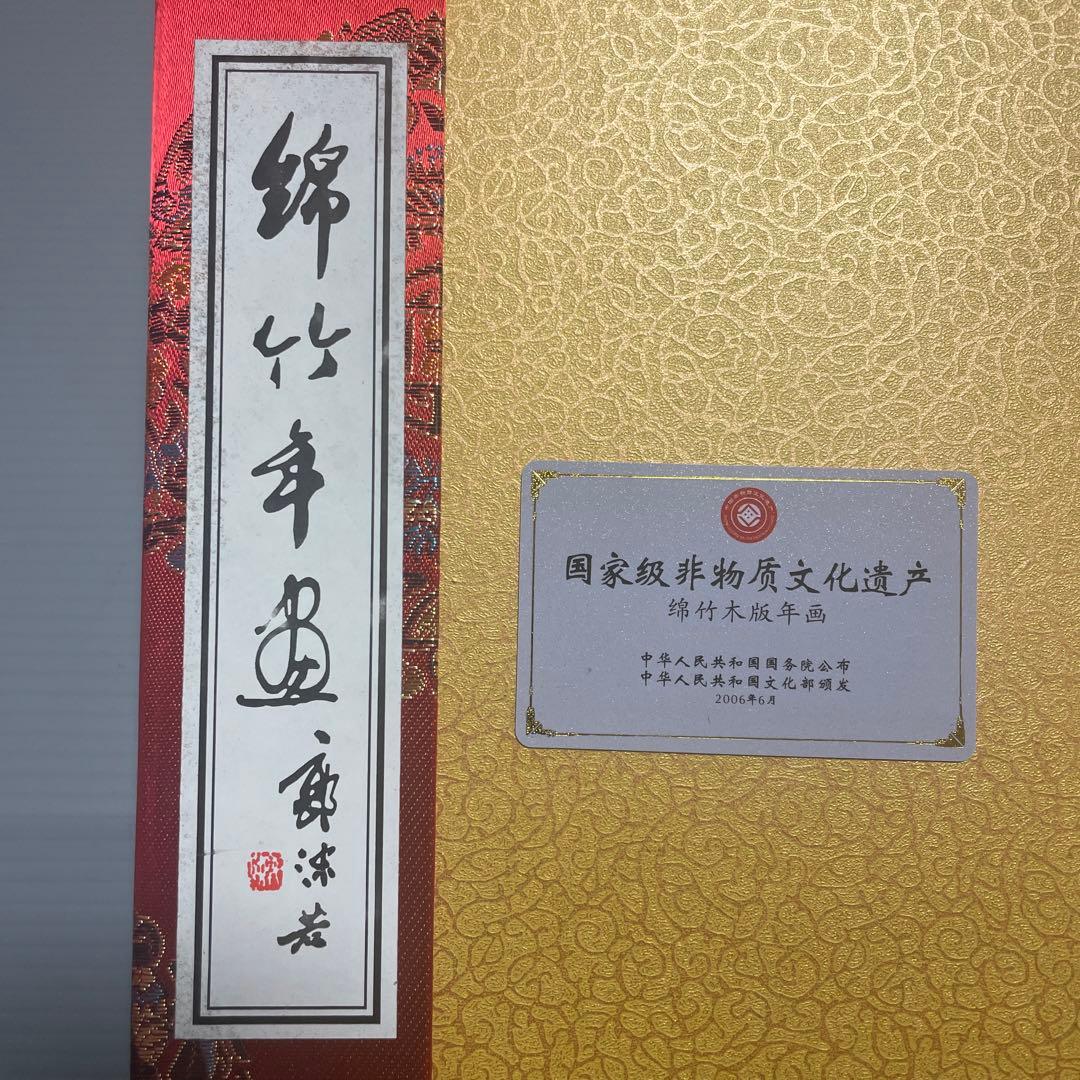 綿竹年畫
郭沫若
国家级非物质文化遗产
绵竹木版年画
中华人民共和国国务院公布
中华人民共和国文化部颁发
2006年6月